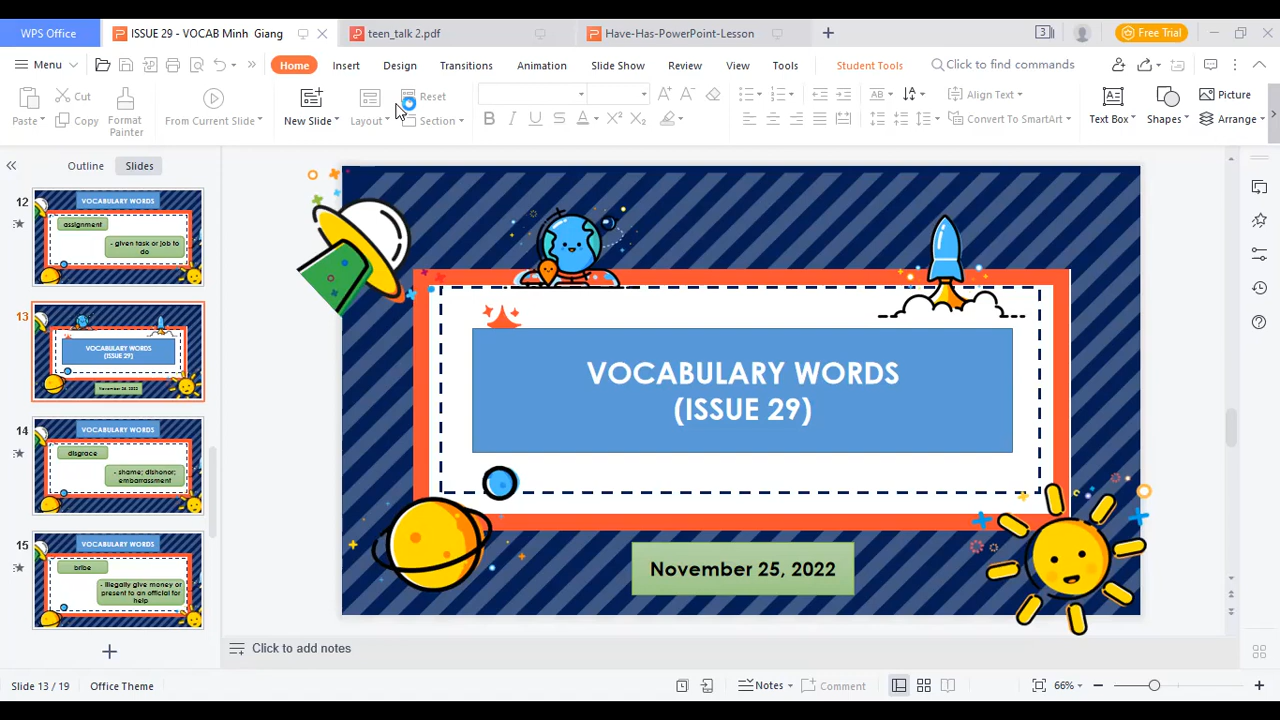 WPS Office
ISSUE 29 - VOCAB Minh Giang
teen_talk 2.pdf
Have-Has-PowerPoint-Lesson
3
Free Trial
Menu
Home
Insert
Design
Transitions
Animation
Slide Show
Review
View
Tools
Student Tools
Click to find commands
Paste
Cut
Copy
Format
Painter
From Current Slide
New Slide
Layout
Reset
Section
Align Text
Convert To SmartArt
Text Box
Shapes
Picture
Arrange
Outline
Slides
12
VOCABULARY WORDS
assignment
- given task or job to
do
13
VOCABULARY WORDS
(ISSUE 29)
November 25, 2022
14
VOCABULARY WORDS
disgrace
- shame; dishonor;
embarrassment
15
VOCABULARY WORDS
bribe
- illegally give money or
present to an official for
help
VOCABULARY WORDS
(ISSUE 29)
November 25, 2022
Click to add notes
Slide 13 / 19
Office Theme
Notes
Comment
66%